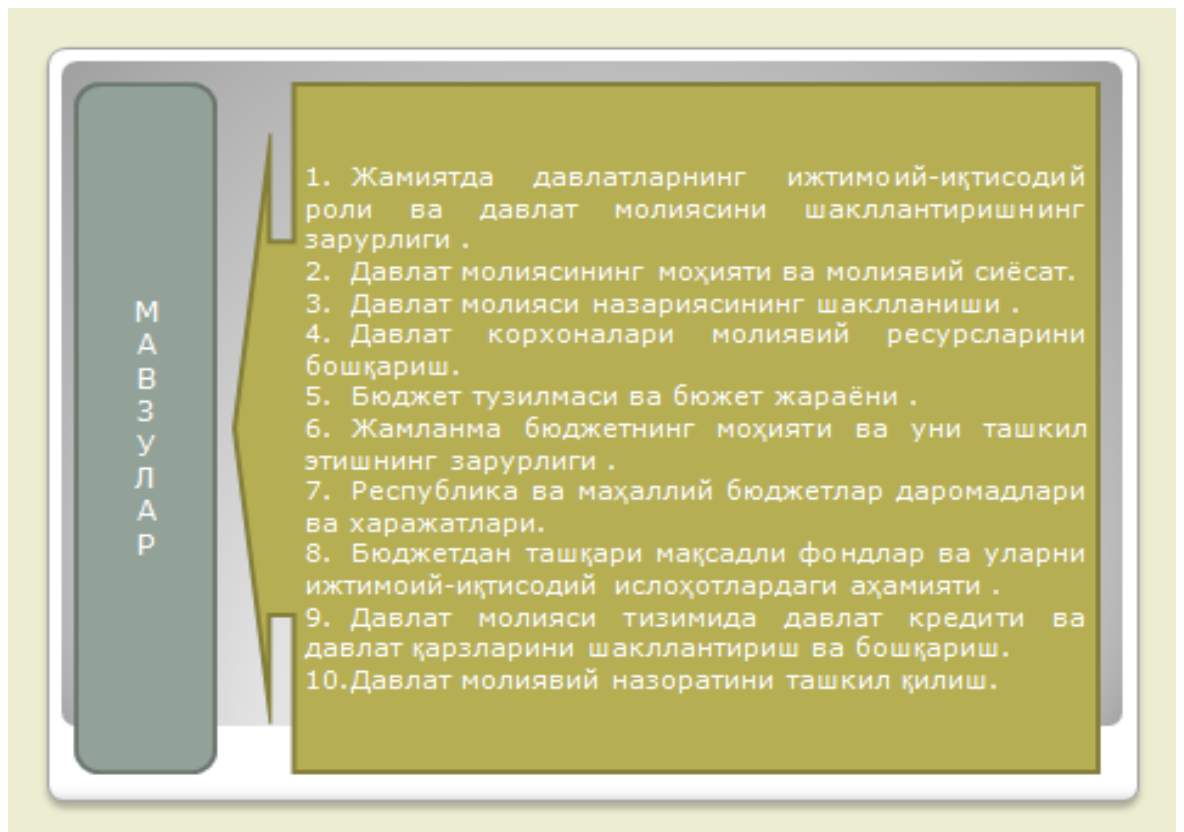 М
А
В
З
У
Л
А
Р
1. Жамиятда давлатларнинг ижтимоий-иқтисодий
роли ва давлат молиясини шакллантиришнинг
зарурлиги .
2. Давлат молиясининг моҳияти ва молиявий сиёсат.
3. Давлат молияси назариясининг шаклланиши .
4. Давлат корхоналари молиявий ресурсларини
бошқариш.
5. Бюджет тузилмаси ва бюжет жараёни .
6. Жамланма бюджетнинг моҳияти ва уни ташкил
этишнинг зарурлиги .
7. Республика ва маҳаллий бюджетлар даромадлари
ва харажатлари.
8. Бюджетдан ташқари мақсадли фондлар ва уларни
ижтимоий-иқтисодий ислоҳотлардаги аҳамияти .
9. Давлат молияси тизимида давлат кредити ва
давлат қарзларини шакллантириш ва бошқариш.
10.Давлат молиявий назоратини ташкил қилиш.